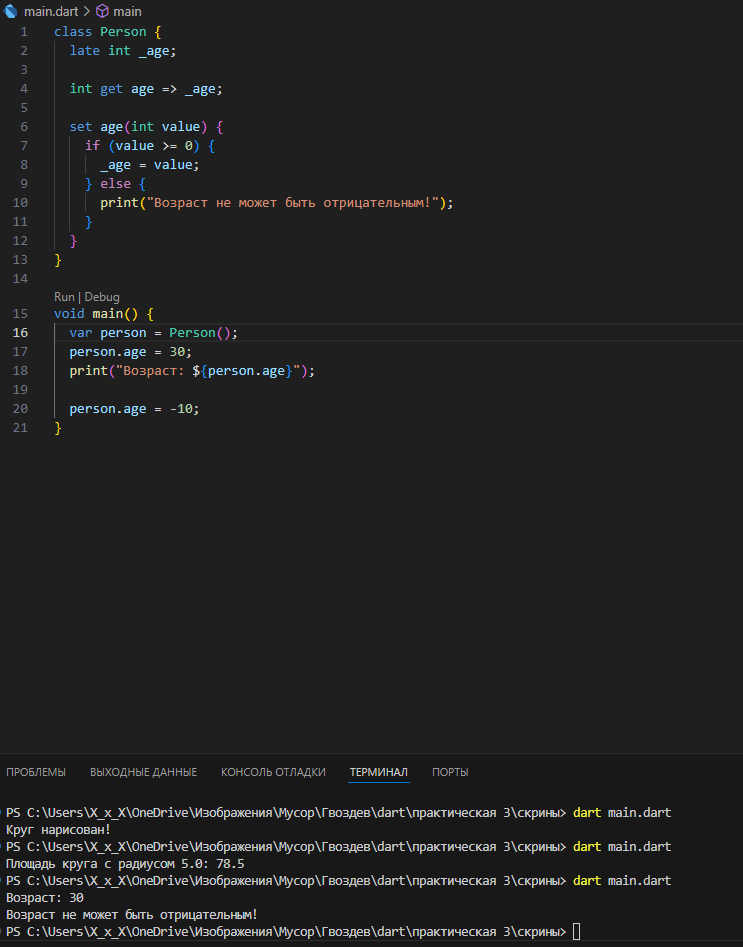 main.dart > main
1 class Person {
2 late int _age;
3
4 int get age => _age;
5
6 set age(int value) {
7 if (value >= 0) {
8 _age = value;
9 } else {
10 print("Возраст не может быть отрицательным!");
11 }
12 }
13 }
14
Run | Debug
15 void main() {
16 var person = Person();
17 person.age = 30;
18 print("Возраст: ${person.age}");
19
20 person.age = -10;
21 }
ПРОБЛЕМЫ ВЫХОДНЫЕ ДАННЫЕ КОНСОЛЬ ОТЛАДКИ ТЕРМИНАЛ ПОРТЫ
PS C:\Users\X_x_X\OneDrive\Изображения\Мусор\Гвоздев\dart\практическая 3\скрины> dart main.dart
Круг нарисован!
PS C:\Users\X_x_X\OneDrive\Изображения\Мусор\Гвоздев\dart\практическая 3\скрины> dart main.dart
Площадь круга с радиусом 5.0: 78.5
PS C:\Users\X_x_X\OneDrive\Изображения\Мусор\Гвоздев\dart\практическая 3\скрины> dart main.dart
Возраст: 30
Возраст не может быть отрицательным!
PS C:\Users\X_x_X\OneDrive\Изображения\Мусор\Гвоздев\dart\практическая 3\скрины>